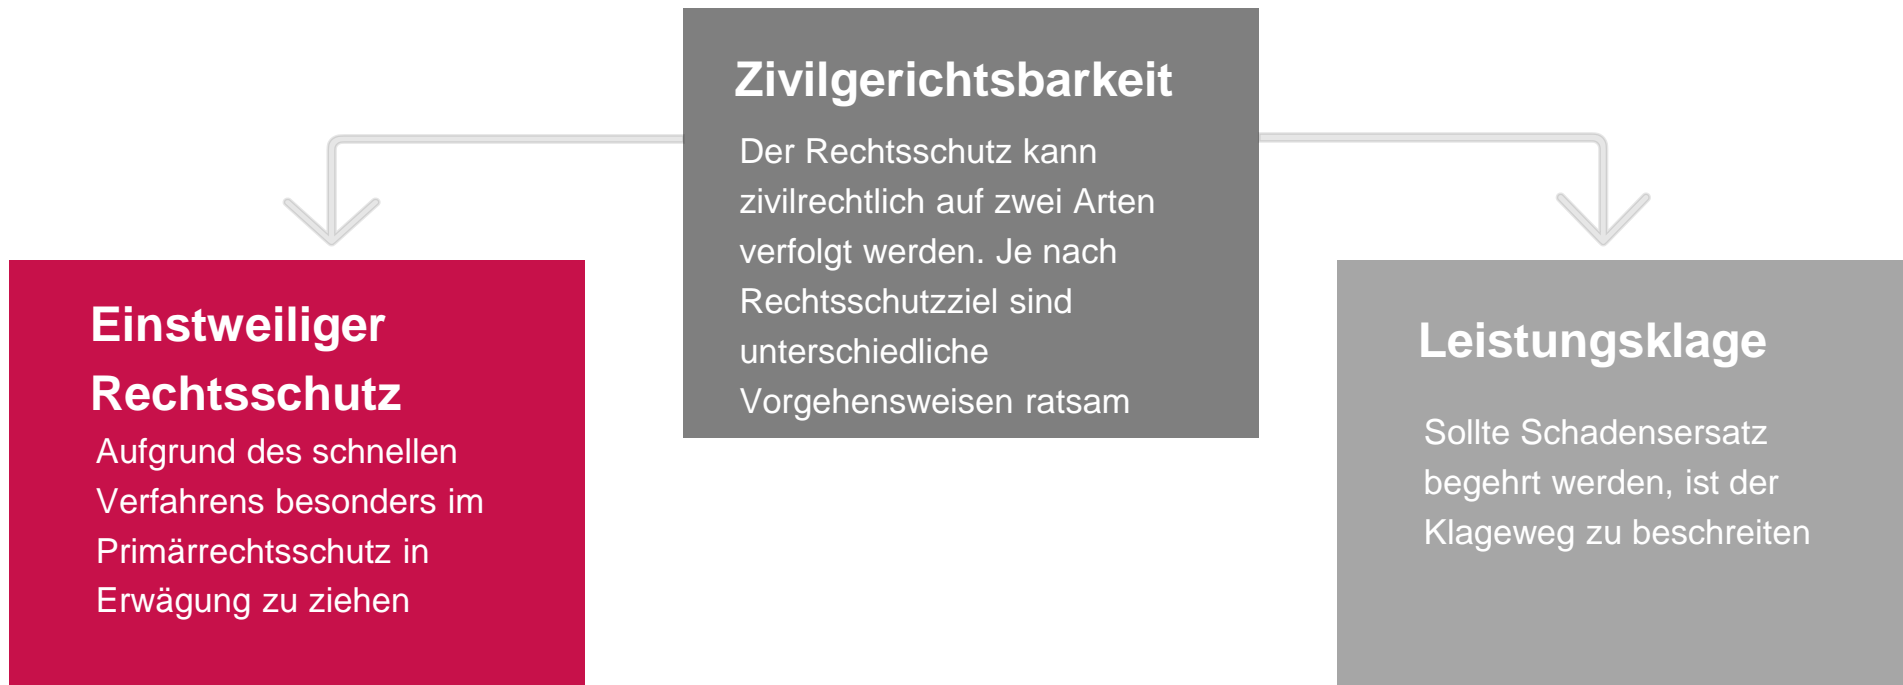 Zivilgerichtsbarkeit
Der Rechtsschutz kann
zivilrechtlich auf zwei Arten
verfolgt werden. Je nach
Rechtsschutzziel sind
unterschiedliche
Vorgehensweisen ratsam
Einstweiliger
Rechtsschutz
Aufgrund des schnellen
Verfahrens besonders im
Primärrechtsschutz in
Erwägung zu ziehen
Leistungsklage
Sollte Schadensersatz
begehrt werden, ist der
Klageweg zu beschreiten